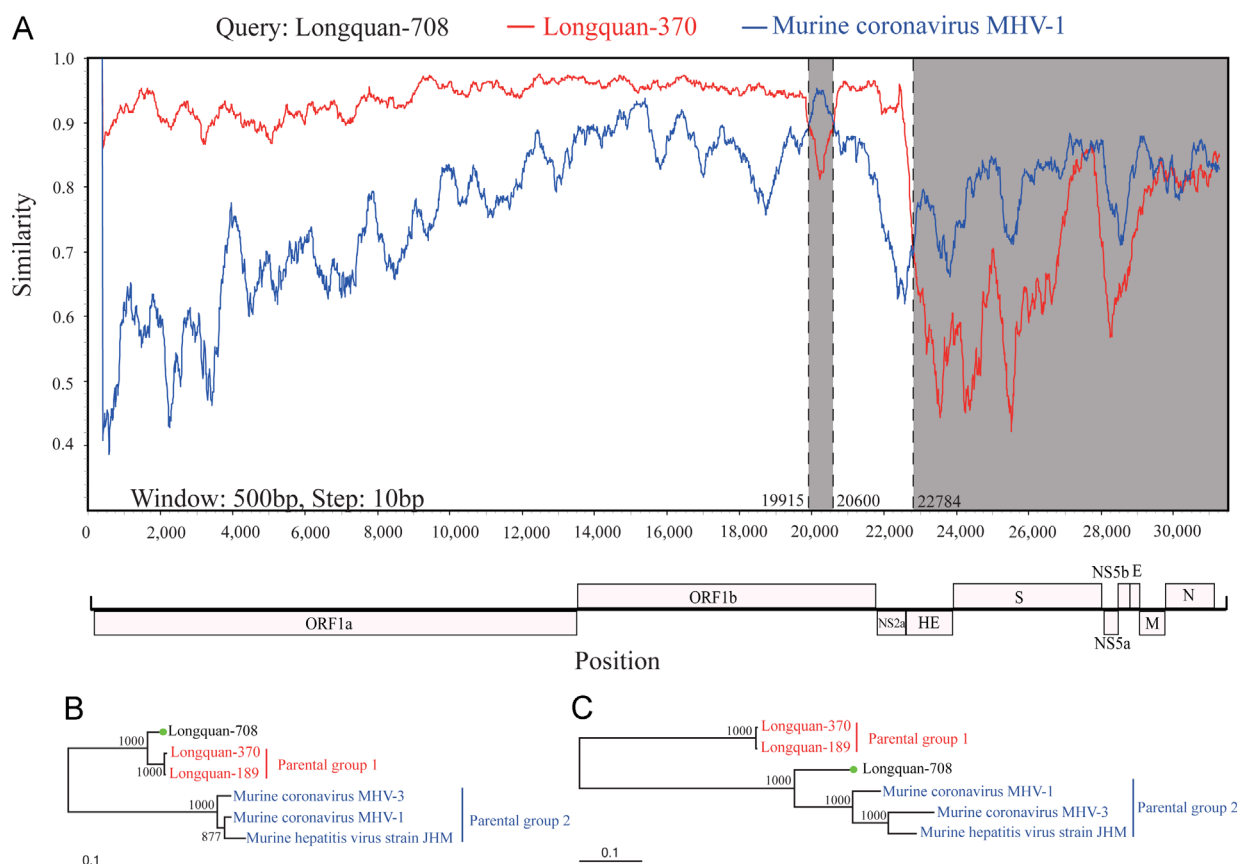 A
Query: Longquan-708 Longquan-370 Murine coronavirus MHV-1
1.0
0.9
0.8
0.7
0.6
0.5
0.4
Similarity
Window: 500bp, Step: 10bp
19915 20600 22784
0 2,000 4,000 6,000 8,000 10,000 12,000 14,000 16,000 18,000 20,000 22,000 24,000 26,000 28,000 30,000
NS5b E
ORF1b S N
ORF1a NS2a HE M
NS5a
Position
B
Longquan-708
1000
Longquan-370
1000
Longquan-189
Parental group 1
1000
Murine coronavirus MHV-3
Murine coronavirus MHV-1
877
Murine hepatitis virus strain JHM
Parental group 2
0.1
C
1000
Longquan-370
Longquan-189
Parental group 1
1000
Longquan-708
1000
Murine coronavirus MHV-1
1000
Murine coronavirus MHV-3
Murine hepatitis virus strain JHM
Parental group 2
0.1